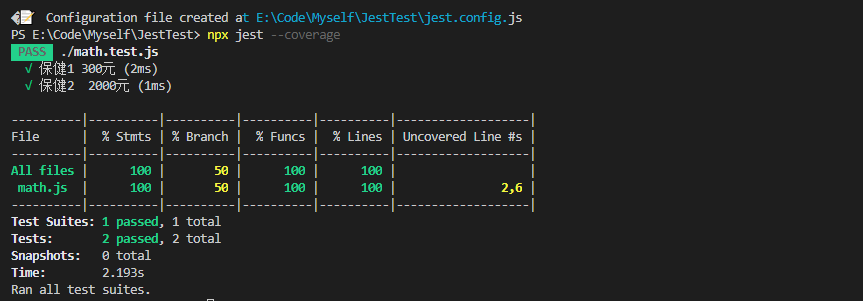 Configuration file created at E:\Code\Myself\JestTest\jest.config.js
PS E:\Code\Myself\JestTest> npx jest --coverage
PASS ./math.test.js
√ 保健1 300元 (2ms)
√ 保健2  2000元 (1ms)
----------|----------|----------|----------|----------|-------------------|
File      |  % Stmts | % Branch |  % Funcs |  % Lines | Uncovered Line #s |
----------|----------|----------|----------|----------|-------------------|
All files |      100 |       50 |      100 |      100 |                   |
 math.js  |      100 |       50 |      100 |      100 |               2,6 |
----------|----------|----------|----------|----------|-------------------|
Test Suites: 1 passed, 1 total
Tests:       2 passed, 2 total
Snapshots:   0 total
Time:        2.193s
Ran all test suites.